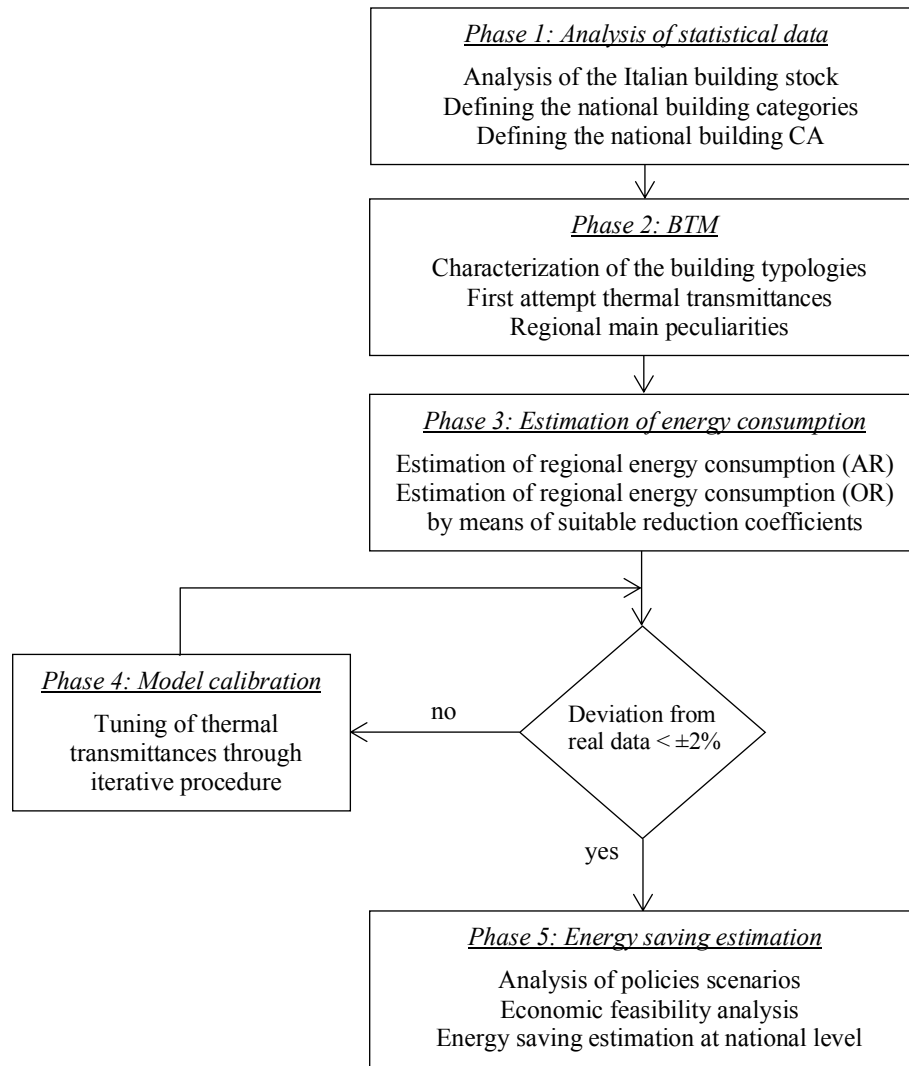 Phase 1: Analysis of statistical data
Analysis of the Italian building stock
Defining the national building categories
Defining the national building CA
Phase 2: BTM
Characterization of the building typologies
First attempt thermal transmittances
Regional main peculiarities
Phase 3: Estimation of energy consumption
Estimation of regional energy consumption (AR)
Estimation of regional energy consumption (OR)
by means of suitable reduction coefficients
Phase 4: Model calibration
Tuning of thermal
transmittances through
iterative procedure
no
Deviation from
real data < ±2%
yes
Phase 5: Energy saving estimation
Analysis of policies scenarios
Economic feasibility analysis
Energy saving estimation at national level